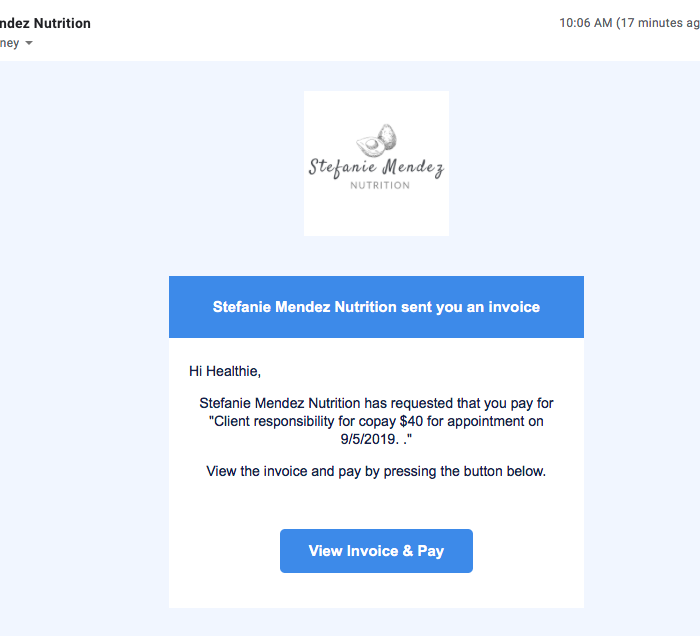 ndez Nutrition
10:06 AM (17 minutes ag
ney
Stefanie Mendez
NUTRITION
Stefanie Mendez Nutrition sent you an invoice
Hi Healthie,
Stefanie Mendez Nutrition has requested that you pay for
"Client responsibility for copay $40 for appointment on
9/5/2019. ."
View the invoice and pay by pressing the button below.
View Invoice & Pay